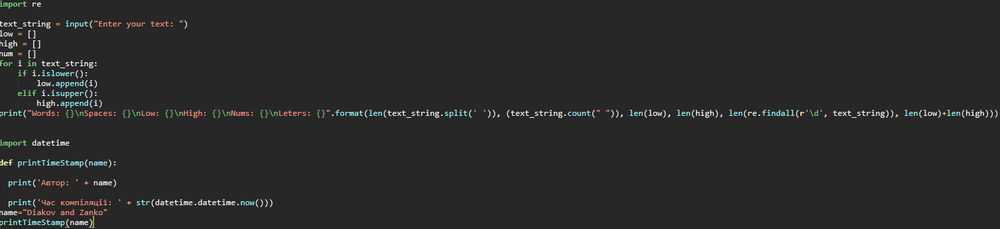 import re
text_string = input("Enter your text: ")
low = []
high = []
num = []
for i in text_string:
    if i.islower():
        low.append(i)
    elif i.isupper():
        high.append(i)
print("Words: {}\nSpaces: {}\nLow: {}\nHigh: {}\nNums: {}\nLeters: {}".format(len(text_string.split(' ')), (text_string.count(" ")), len(low), len(high), len(re.findall(r'\d', text_string)), len(low)+len(high)))
import datetime
def printTimeStamp(name):
  print('Автор: ' + name)
  print('Час компіляції: ' + str(datetime.datetime.now()))
name="Diakov and Zanko"
printTimeStamp(name)